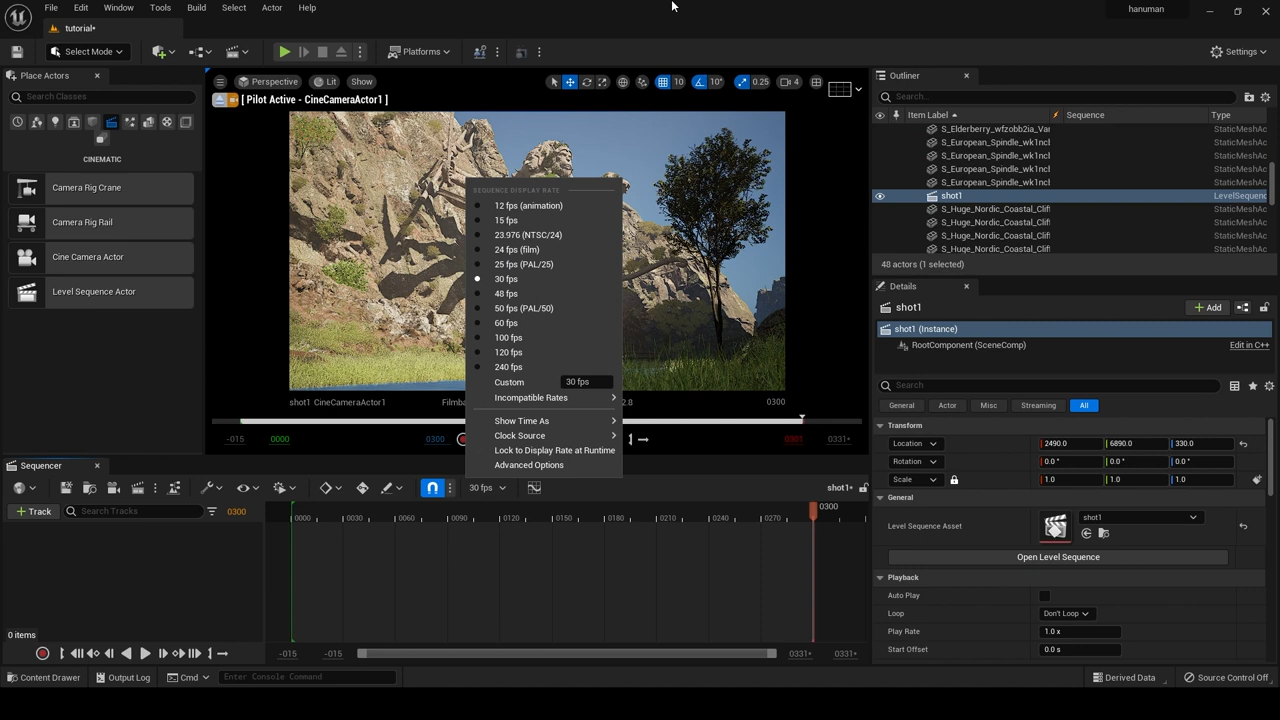 File Edit Window Tools Build Select Actor Help
hanuman
tutorial*
Select Mode
Platforms
Settings
Place Actors
Search Classes
CINEMATIC
Camera Rig Crane
Camera Rig Rail
Cine Camera Actor
Level Sequence Actor
Perspective Lit Show
10 10° 0.25 4
[ Pilot Active - CineCameraActor1 ]
SEQUENCE DISPLAY RATE
12 fps (animation)
15 fps
23.976 (NTSC/24)
24 fps (film)
25 fps (PAL/25)
30 fps
48 fps
50 fps (PAL/50)
60 fps
100 fps
120 fps
240 fps
Custom 30 fps
Incompatible Rates
Show Time As
Clock Source
Lock to Display Rate at Runtime
Advanced Options
shot1 CineCameraActor1 Filmba 2.8 0300
-015 0000 0300 0301 0331+
Outliner
Search...
Item Label Sequence Type
S_Elderberry_wfzobb2ia_Var StaticMeshAc
S_European_Spindle_wk1ncl StaticMeshAc
S_European_Spindle_wk1ncl StaticMeshAc
S_European_Spindle_wk1ncl StaticMeshAc
S_European_Spindle_wk1ncl StaticMeshAc
shot1 LevelSequenc
S_Huge_Nordic_Coastal_Clif StaticMeshAc
S_Huge_Nordic_Coastal_Clif StaticMeshAc
S_Huge_Nordic_Coastal_Clif StaticMeshAc
S_Huge_Nordic_Coastal_Clif StaticMeshAc
48 actors (1 selected)
Details
shot1
Add
shot1 (Instance)
RootComponent (SceneComp) Edit in C++
Search
General Actor Misc Streaming All
Transform
Location 2490.0 6890.0 330.0
Rotation 0.0 ° 0.0 ° 0.0 °
Scale 1.0 1.0 1.0
General
Level Sequence Asset shot1
Open Level Sequence
Playback
Auto Play
Loop Don't Loop
Play Rate 1.0 x
Start Offset 0.0 s
Sequencer
30 fps
shot1*
+ Track Search Tracks 0300
0000 0030 0060 0090 0120 0150 0180 0210 0240 0270 0300
0 items
-015 -015 0331+ 0331+
Content Drawer Output Log Cmd Enter Console Command
Derived Data Source Control Off